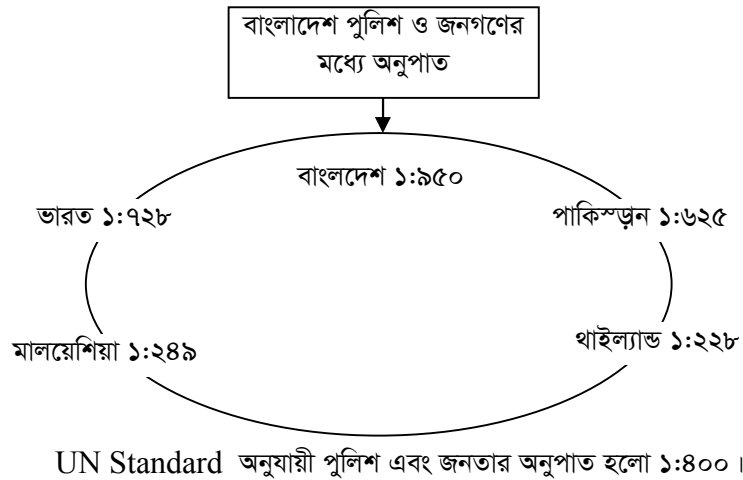 বাংলাদেশ পুলিশ ও জনগণের
মধ্যে অনুপাত
বাংলদেশ ১:৯৫০
ভারত ১:৭২৮
পাকিস্ড়ান ১:৬২৫
মালয়েশিয়া ১:২৪৯
থাইল্যান্ড ১:২২৮
UN Standard অনুযায়ী পুলিশ এবং জনতার অনুপাত হলো ১:৪০০।